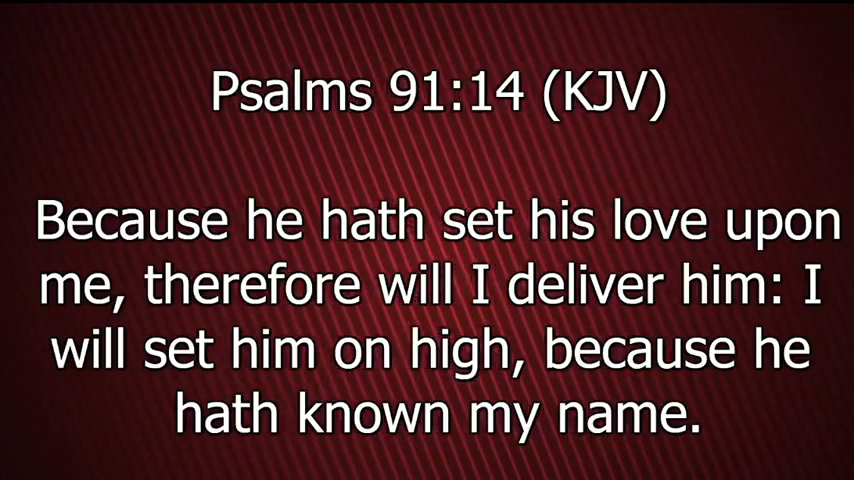 Psalms 91:14 (KJV)
Because he hath set his love upon
me, therefore will I deliver him: I
will set him on high, because he
hath known my name.